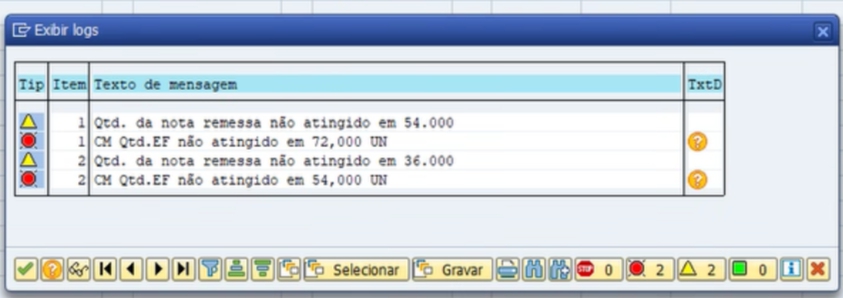 Exibir logs
Tip Item Texto de mensagem TxtD
1 Qtd. da nota remessa não atingido em 54.000
1 CM Qtd.EF não atingido em 72,000 UN
2 Qtd. da nota remessa não atingido em 36.000
2 CM Qtd.EF não atingido em 54,000 UN
Selecionar Gravar STOP 0 2 2 0